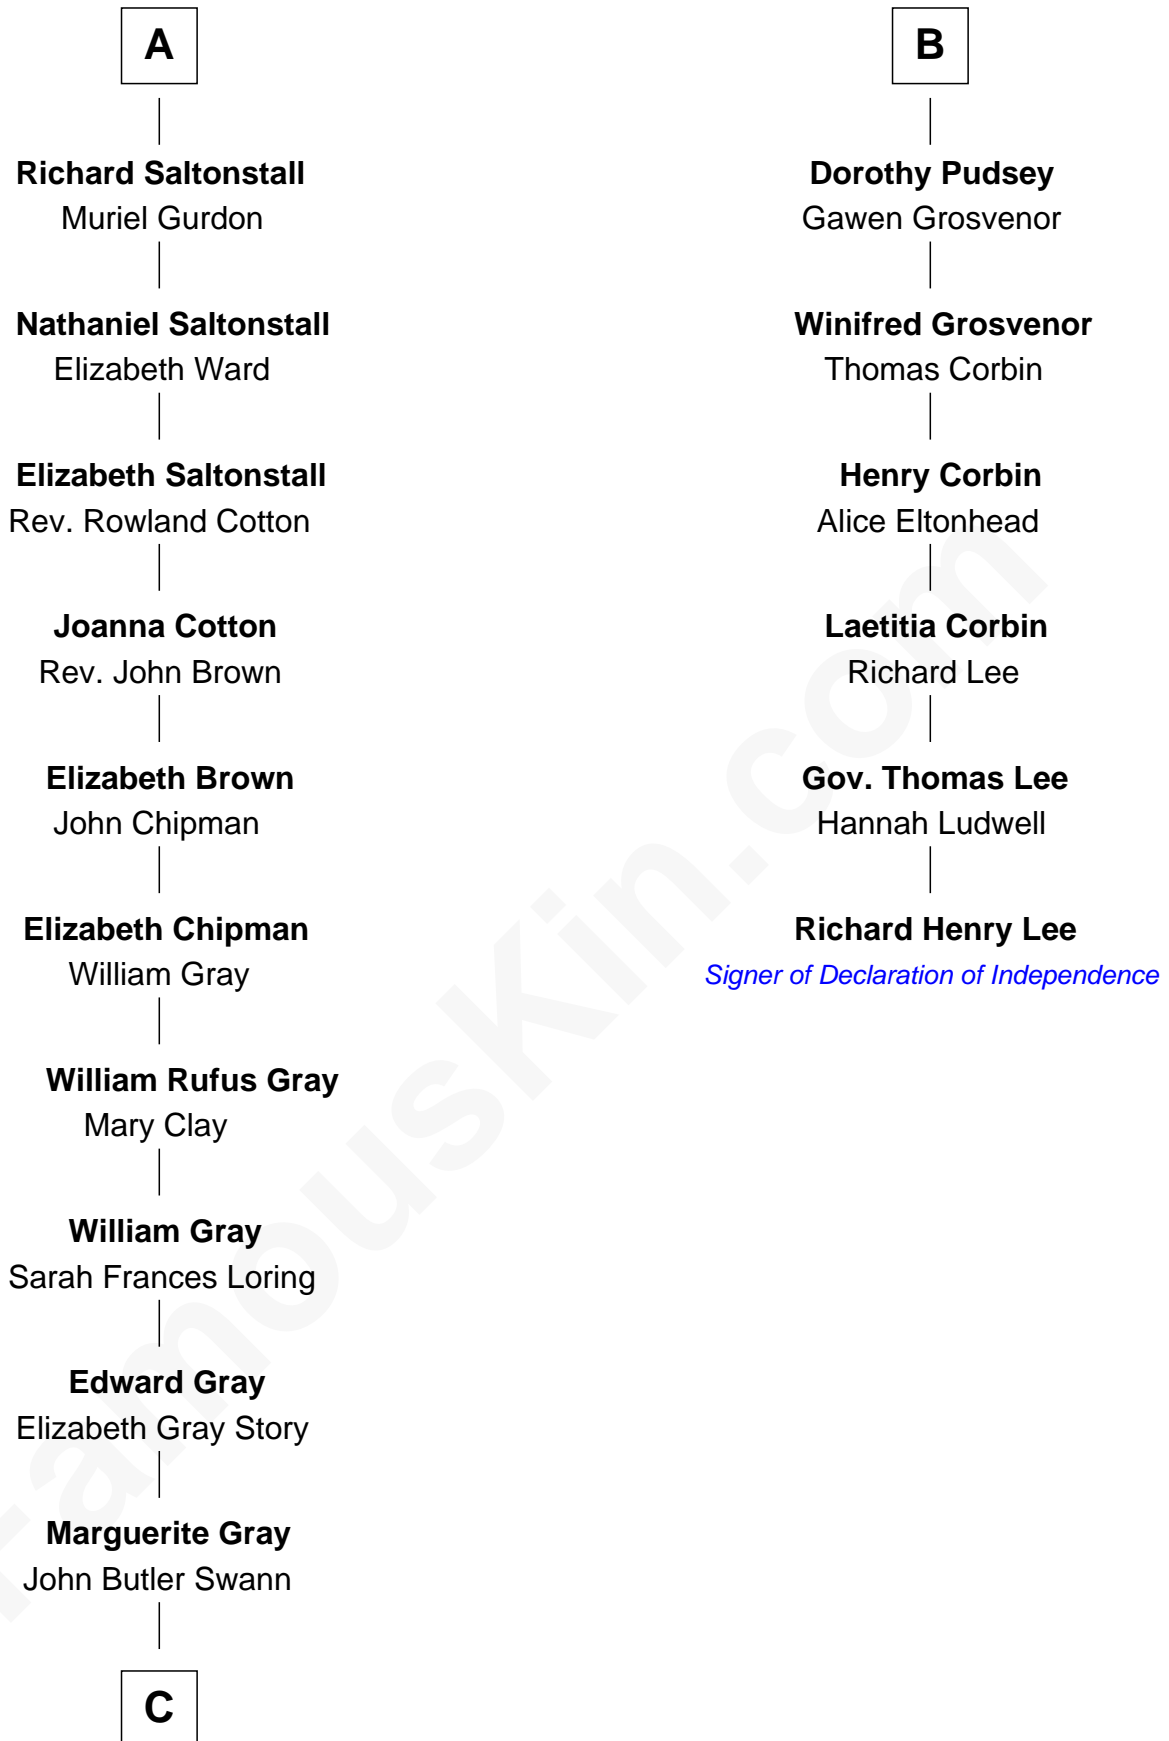 A
Richard Saltonstall
Muriel Gurdon
Nathaniel Saltonstall
Elizabeth Ward
Elizabeth Saltonstall
Rev. Rowland Cotton
Joanna Cotton
Rev. John Brown
Elizabeth Brown
John Chipman
Elizabeth Chipman
William Gray
William Rufus Gray
Mary Clay
William Gray
Sarah Frances Loring
Edward Gray
Elizabeth Gray Story
Marguerite Gray
John Butler Swann
C
B
Dorothy Pudsey
Gawen Grosvenor
Winifred Grosvenor
Thomas Corbin
Henry Corbin
Alice Eltonhead
Laetitia Corbin
Richard Lee
Gov. Thomas Lee
Hannah Ludwell
Richard Henry Lee
Signer of Declaration of Independence
FamousKin.com